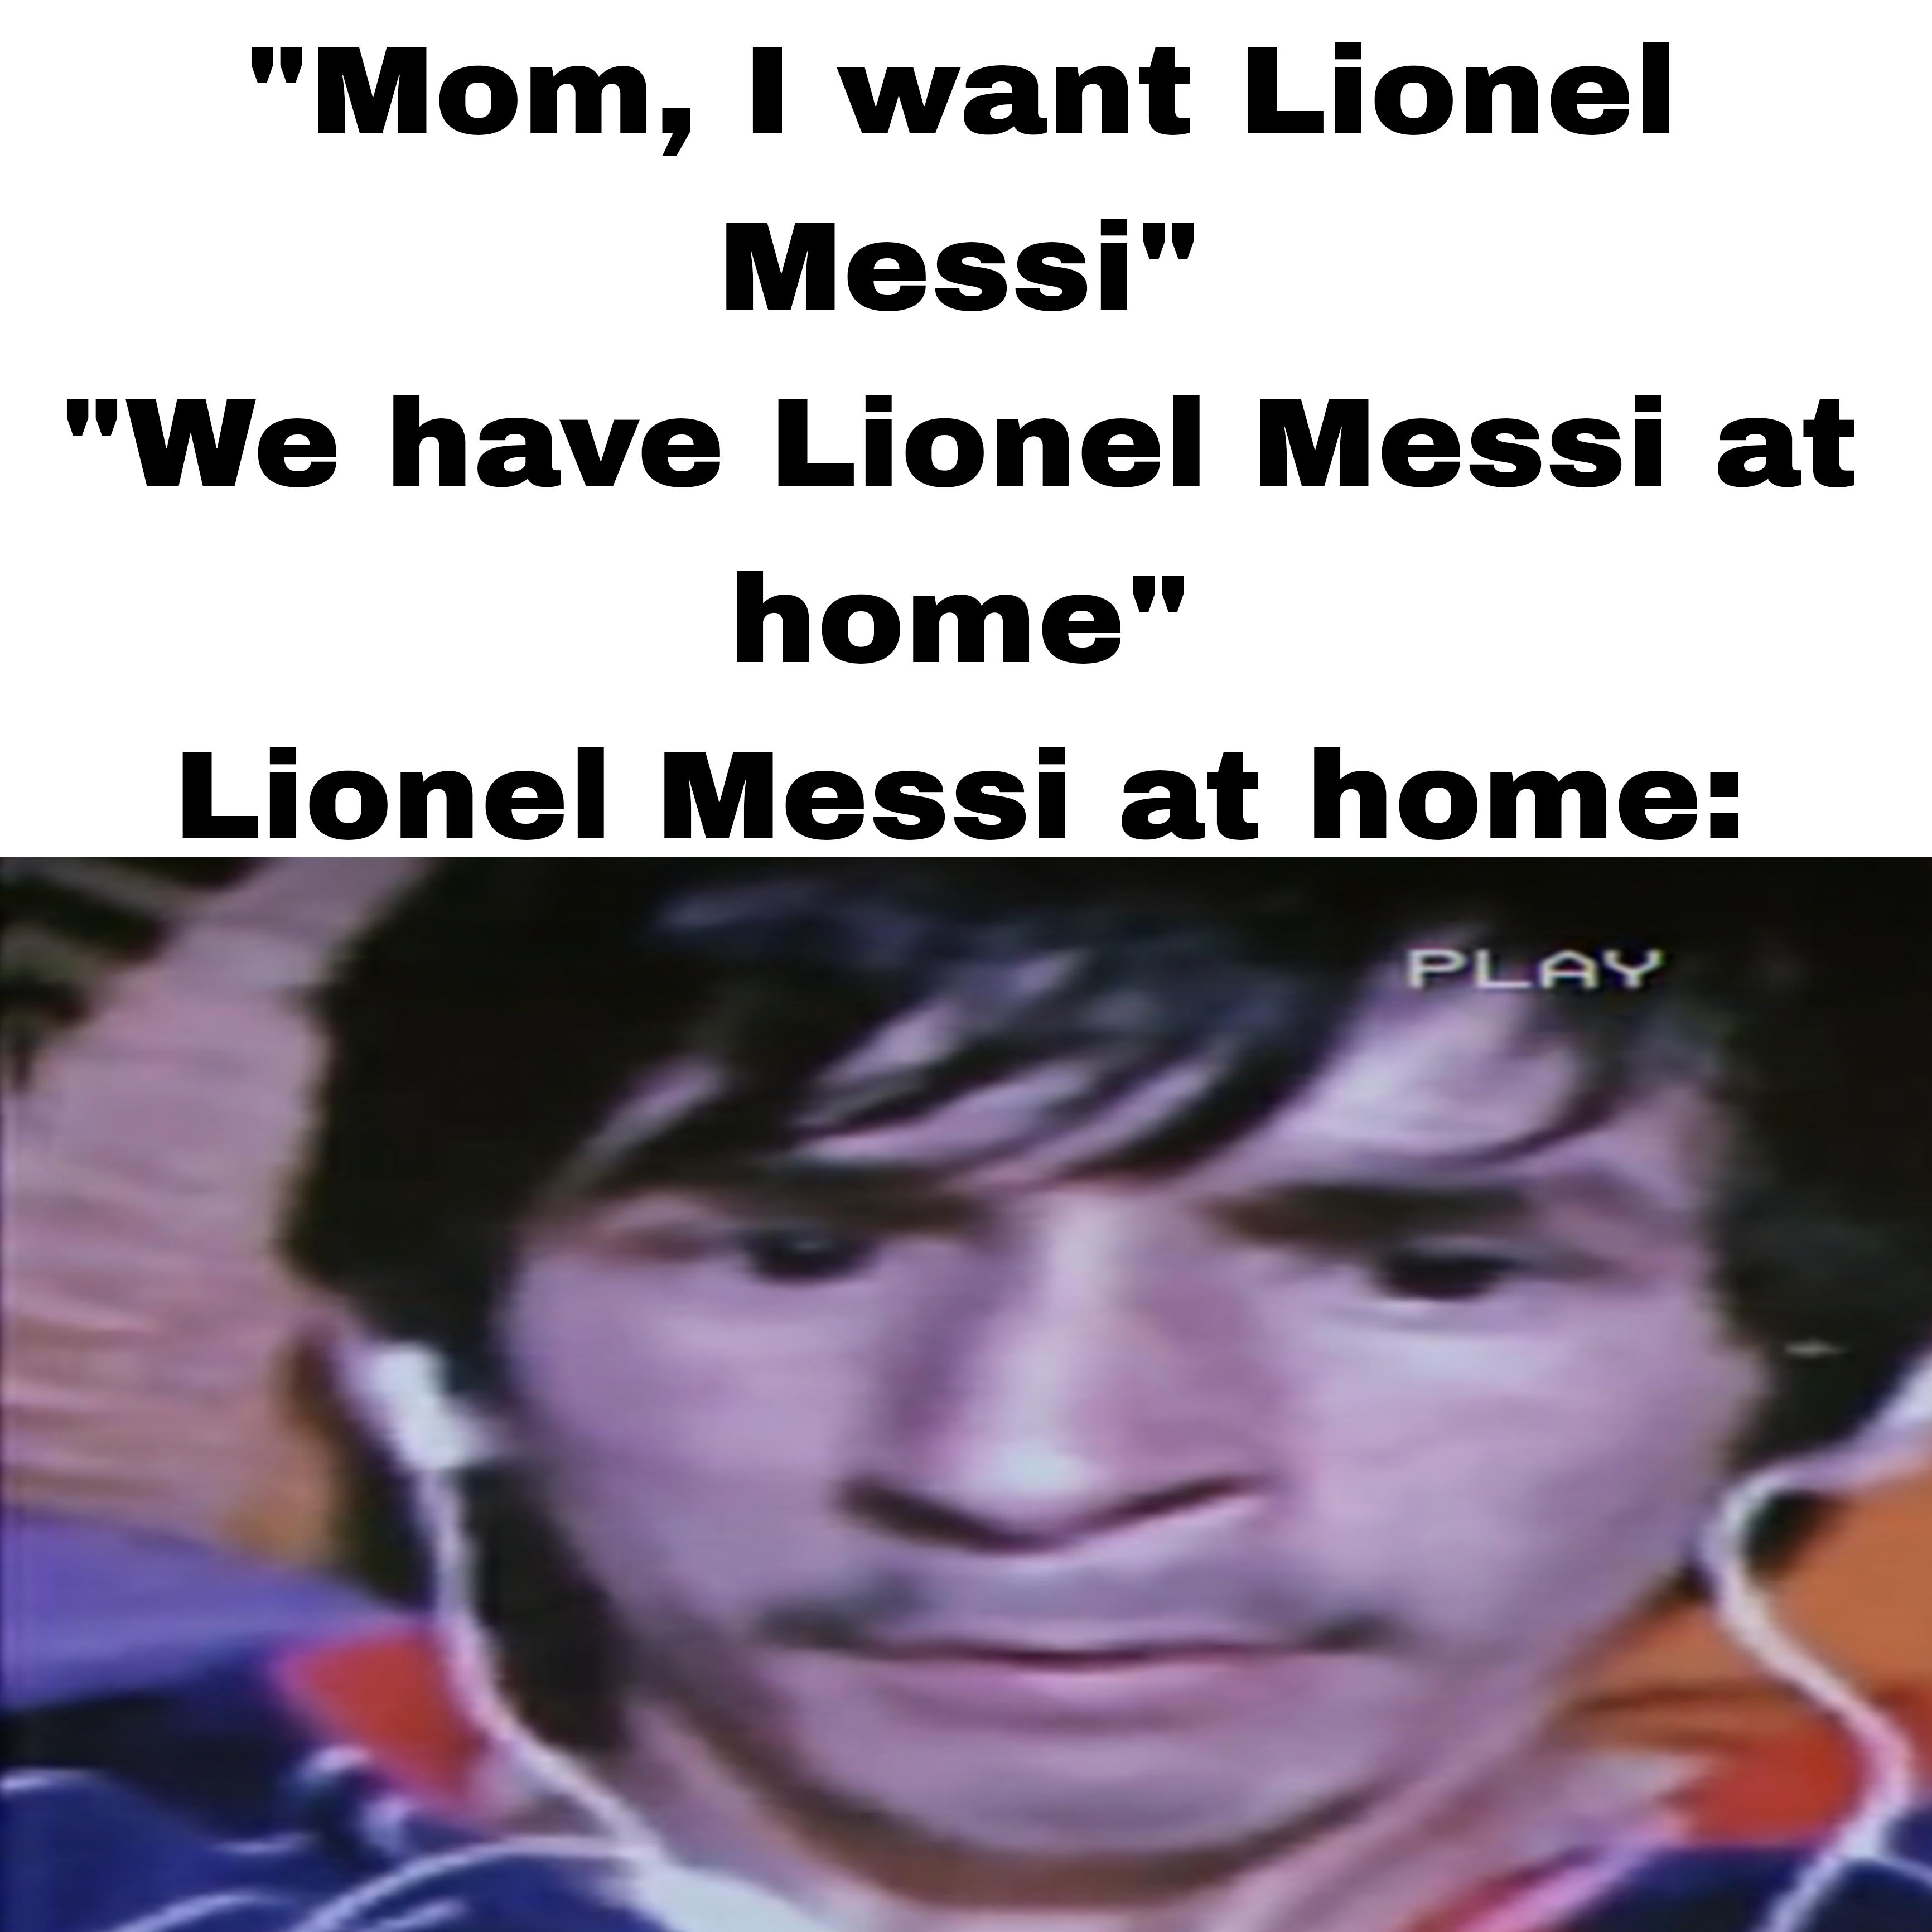 "Mom, I want Lionel
Messi"
"We have Lionel Messi at
home"
Lionel Messi at home:
PLAY